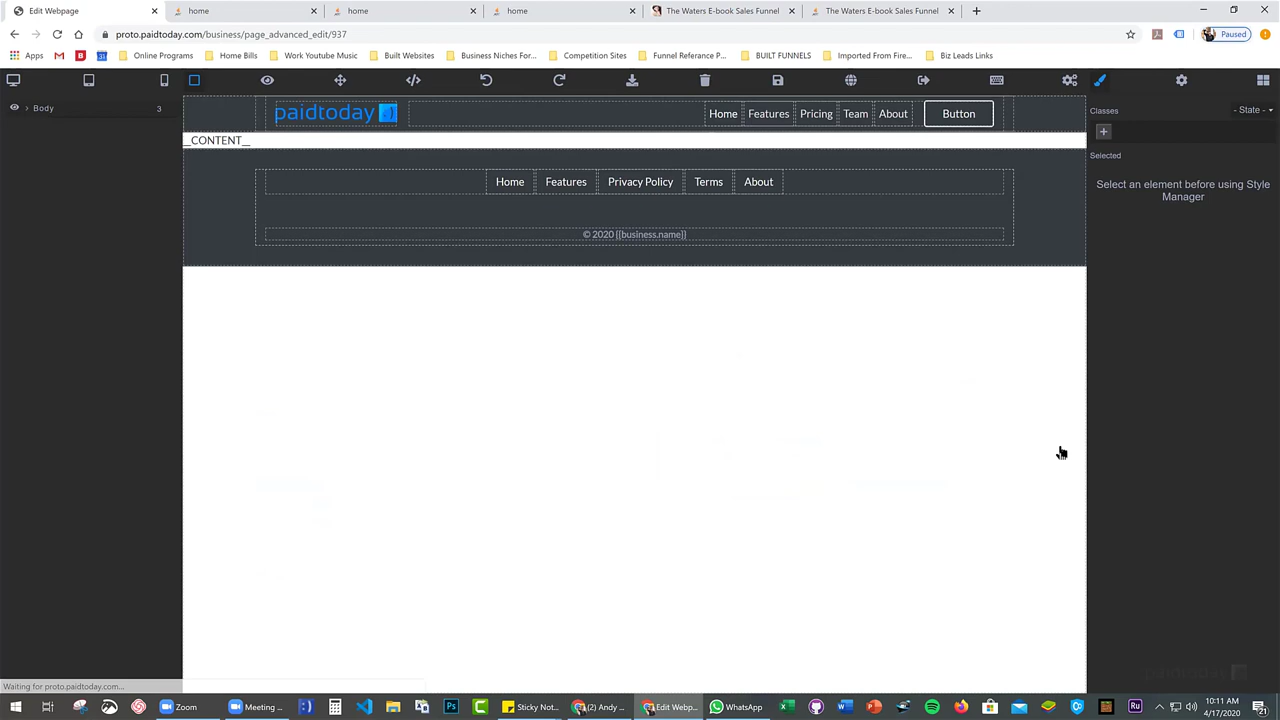 Edit Webpage
home
home
home
The Waters E-book Sales Funnel
The Waters E-book Sales Funnel
proto.paidtoday.com/business/page_advanced_edit/937
Paused
Apps
Online Programs
Home Bills
Work Youtube Music
Built Websites
Business Niches For...
Competition Sites
Funnel Referance P...
BUILT FUNNELS
Imported From Fire...
Biz Leads Links
Body
3
paidtoday
Home
Features
Pricing
Team
About
Button
Classes
- State -
__CONTENT__
Selected
Select an element before using Style
Manager
Home
Features
Privacy Policy
Terms
About
© 2020 [[business.name]]
paidtoday
Waiting for proto.paidtoday.com...
Zoom
Meeting ...
Sticky Not...
(2) Andy ...
Edit Webp...
WhatsApp
10:11 AM
4/17/2020